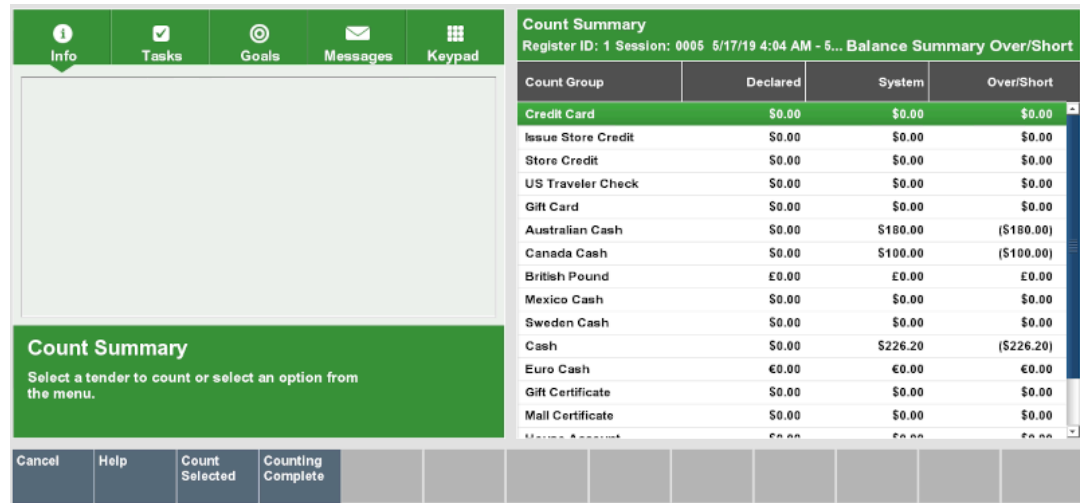 Info Tasks Goals Messages Keypad
Count Summary
Select a tender to count or select an option from
the menu.
Count Summary
Register ID: 1 Session: 0005 5/17/19 4:04 AM - 5... Balance Summary Over/Short
Count Group Declared System Over/Short
Credit Card $0.00 $0.00 $0.00
Issue Store Credit $0.00 $0.00 $0.00
Store Credit $0.00 $0.00 $0.00
US Traveler Check $0.00 $0.00 $0.00
Gift Card $0.00 $0.00 $0.00
Australian Cash $0.00 $180.00 ($180.00)
Canada Cash $0.00 $100.00 ($100.00)
British Pound £0.00 £0.00 £0.00
Mexico Cash $0.00 $0.00 $0.00
Sweden Cash $0.00 $0.00 $0.00
Cash $0.00 $226.20 ($226.20)
Euro Cash €0.00 €0.00 €0.00
Gift Certificate $0.00 $0.00 $0.00
Mall Certificate $0.00 $0.00 $0.00
Cancel Help Count Selected Counting Complete